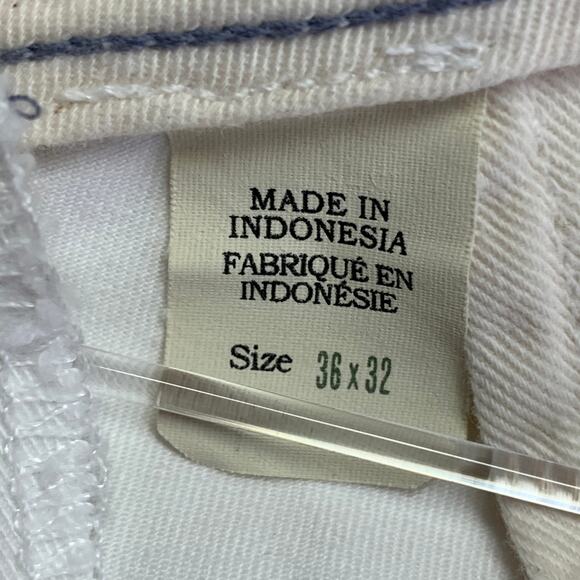 MADE IN
INDONESIA
FABRIQUÉ EN
INDONÉSIE
Size 36 x 32